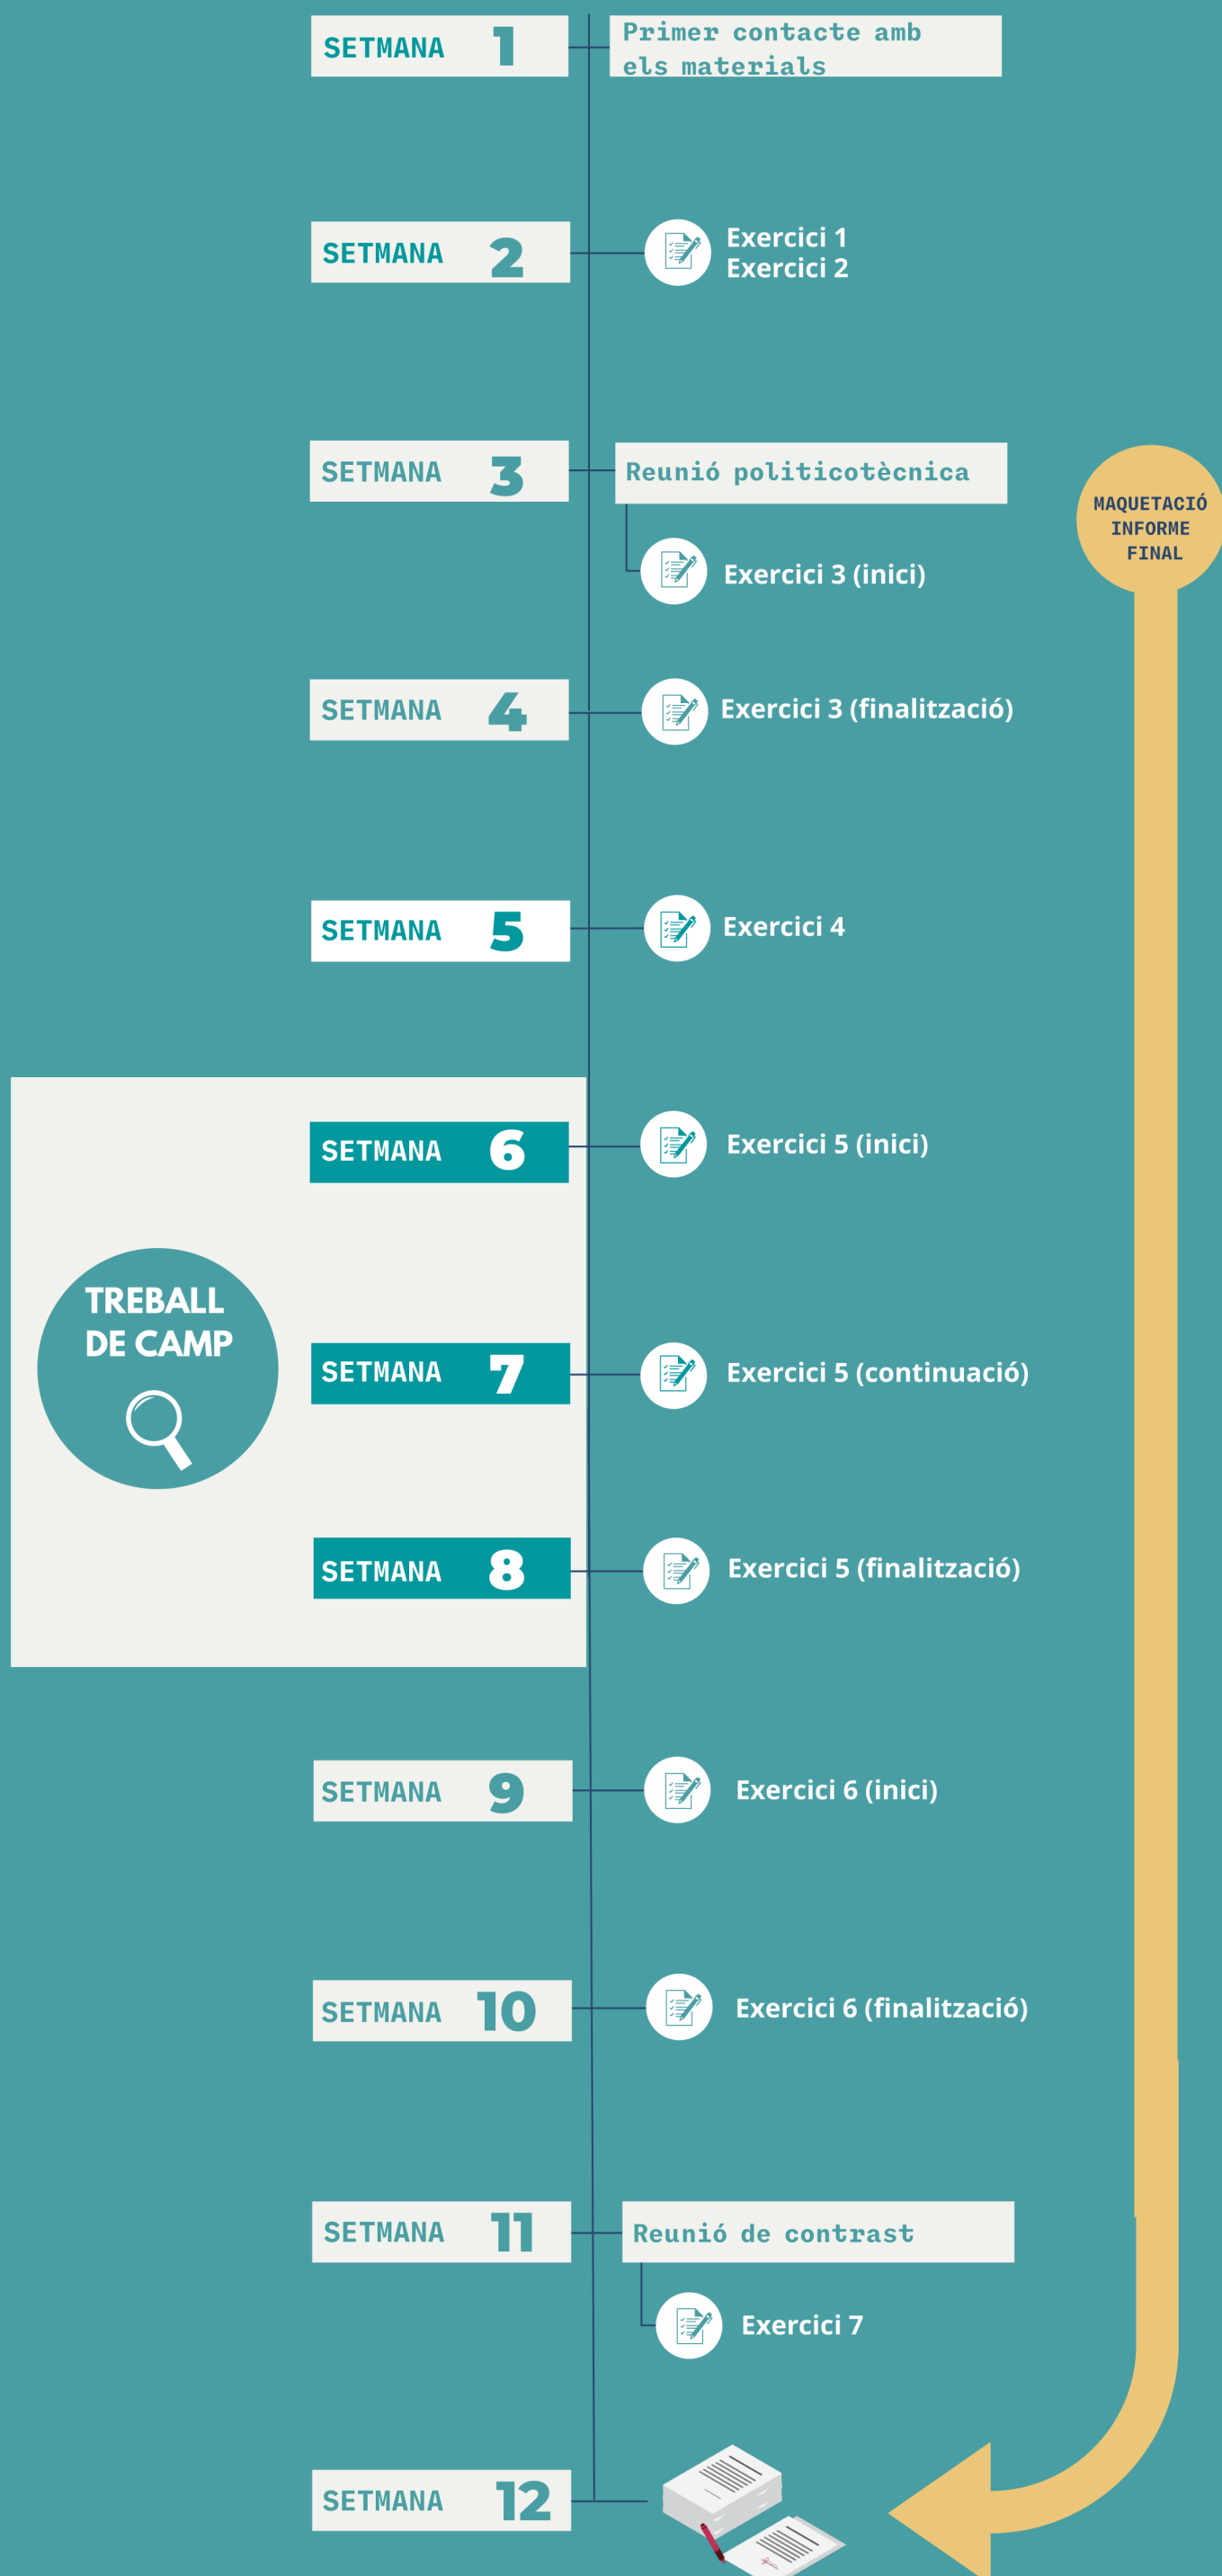 SETMANA 1
Primer contacte amb
els materials
SETMANA 2
Exercici 1
Exercici 2
SETMANA 3
Reunió politicotècnica
MAQUETACIÓ
INFORME
FINAL
Exercici 3 (inici)
SETMANA 4
Exercici 3 (finalització)
SETMANA 5
Exercici 4
SETMANA 6
Exercici 5 (inici)
TREBALL
DE CAMP
SETMANA 7
Exercici 5 (continuació)
SETMANA 8
Exercici 5 (finalització)
SETMANA 9
Exercici 6 (inici)
SETMANA 10
Exercici 6 (finalització)
SETMANA 11
Reunió de contrast
Exercici 7
SETMANA 12